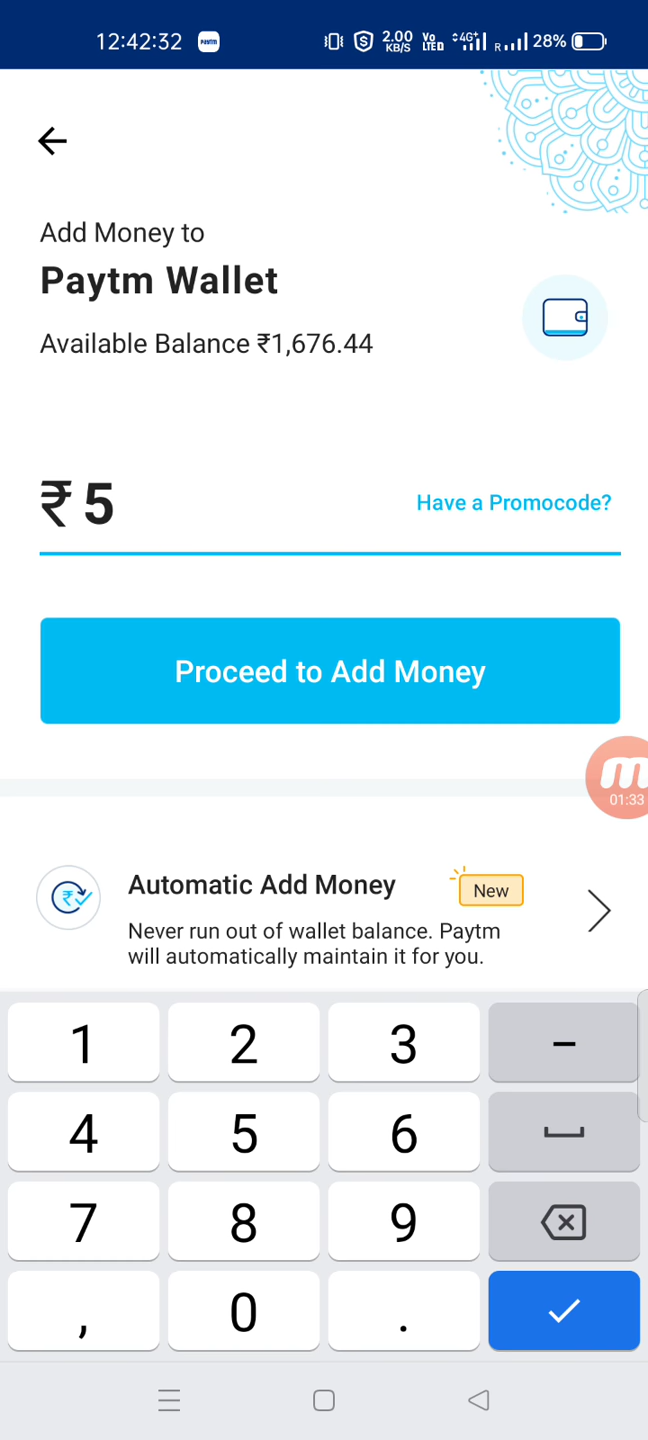 12:42:32 paytm 2.00 KB/S Vo LTED 4G+ R 28%
Add Money to
Paytm Wallet
Available Balance ₹1,676.44
₹5 Have a Promocode?
Proceed to Add Money
01:33
Automatic Add Money New
Never run out of wallet balance. Paytm
will automatically maintain it for you.
1 2 3 –
4 5 6
7 8 9
, 0 .